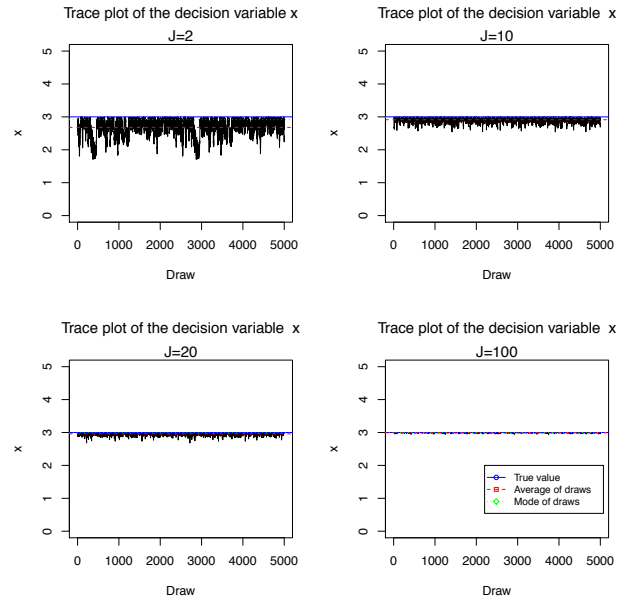 Trace plot of the decision variable x
J=2
5
4
3
2
1
0
x
0 1000 2000 3000 4000 5000
Draw
Trace plot of the decision variable x
J=10
5
4
3
2
1
0
x
0 1000 2000 3000 4000 5000
Draw
Trace plot of the decision variable x
J=20
5
4
3
2
1
0
x
0 1000 2000 3000 4000 5000
Draw
Trace plot of the decision variable x
J=100
5
4
3
2
1
0
x
True value
Average of draws
Mode of draws
0 1000 2000 3000 4000 5000
Draw